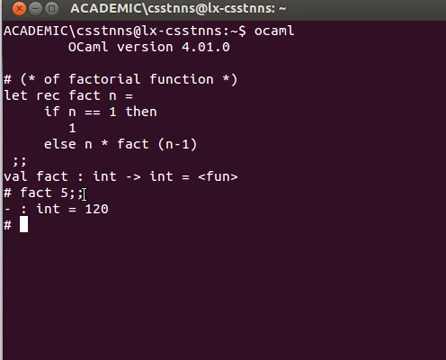 ACADEMIC\csstnns@lx-csstnns: ~
ACADEMIC\csstnns@lx-csstnns:~$ ocaml
        OCaml version 4.01.0
# (* of factorial function *)
let rec fact n =
     if n == 1 then
        1
     else n * fact (n-1)
 ;;
val fact : int -> int = <fun>
# fact 5;;
- : int = 120
#